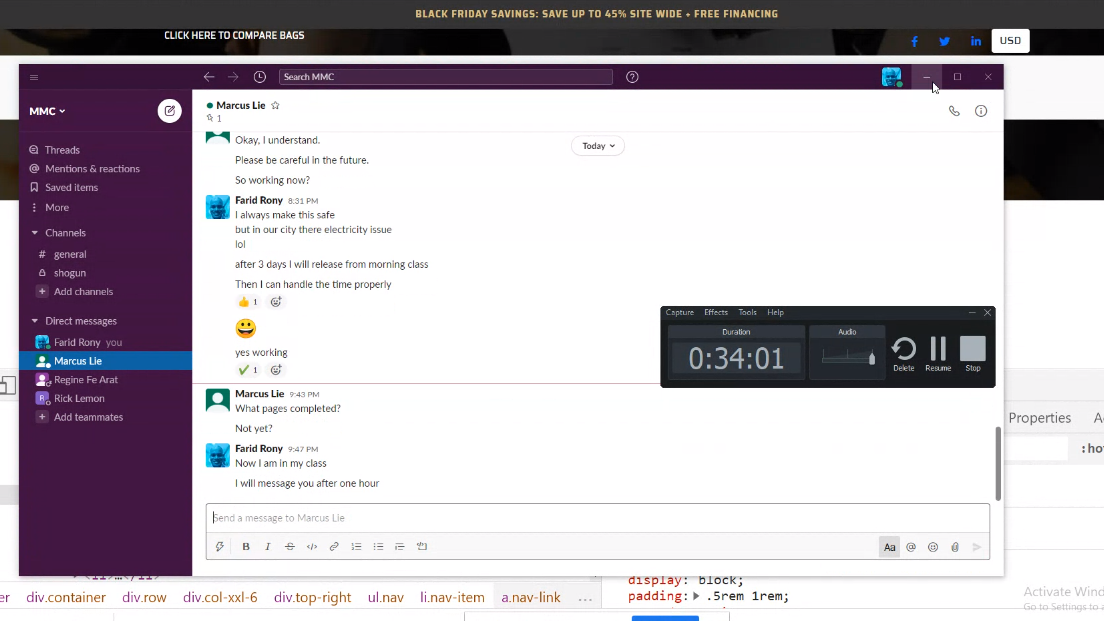 BLACK FRIDAY SAVINGS: SAVE UP TO 45% SITE WIDE + FREE FINANCING
CLICK HERE TO COMPARE BAGS
USD
Search MMC
MMC
Marcus Lie
1
Threads
Mentions & reactions
Saved items
More
Channels
# general
shogun
Add channels
Direct messages
Farid Rony you
Marcus Lie
Regine Fe Arat
R Rick Lemon
Add teammates
Today
Okay, I understand.
Please be careful in the future.
So working now?
Farid Rony 8:31 PM
I always make this safe
but in our city there electricity issue
lol
after 3 days I will release from morning class
Then I can handle the time properly
1
yes working
1
Marcus Lie 9:43 PM
What pages completed?
Not yet?
Farid Rony 9:47 PM
Now I am in my class
I will message you after one hour
Send a message to Marcus Lie
B I S Aa
Capture Effects Tools Help
Duration
0:34:01
Audio
Delete Resume Stop
Properties
:ho
div.container div.row div.col-xxl-6 div.top-right ul.nav li.nav-item a.nav-link ...
display: block;
padding: .5rem 1rem;
Activate Wind
Go to Settings to a